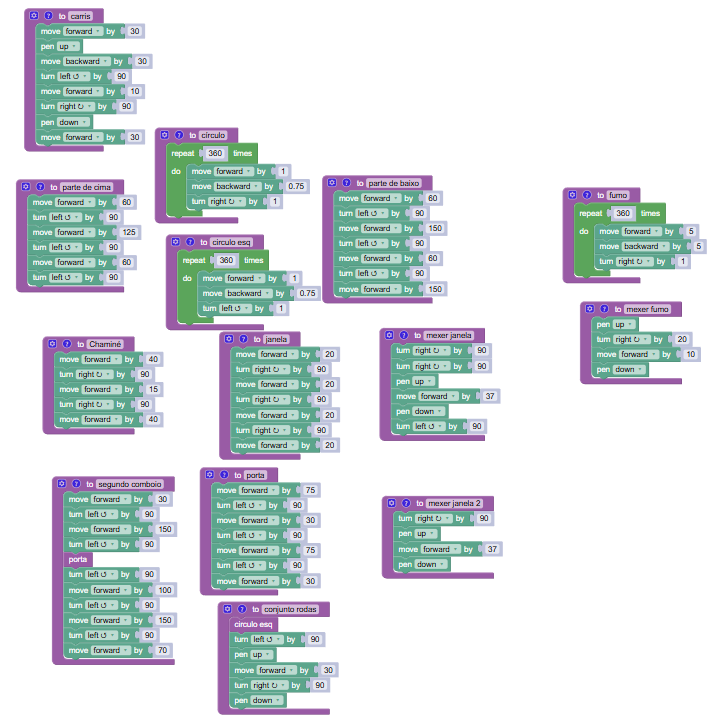 to carris
move forward by 30
pen up
move backward by 30
turn left ↺ by 90
move forward by 10
turn right ↻ by 90
pen down
move forward by 30
? to círculo
repeat 360 times
do move forward by 1
move backward by 0.75
turn right ↻ by 1
? to parte de cima
move forward by 60
turn left ↺ by 90
move forward by 125
turn left ↺ by 90
move forward by 60
turn left ↺ by 90
? to parte de baixo
move forward by 60
turn left ↺ by 90
move forward by 150
turn left ↺ by 90
move forward by 60
turn left ↺ by 90
move forward by 150
? to fumo
repeat 360 times
do move forward by 5
move backward by 5
turn right ↻ by 1
? to circulo esq
repeat 360 times
do move forward by 1
move backward by 0.75
turn left ↺ by 1
? to mexer fumo
pen up
turn right ↻ by 20
move forward by 10
pen down
? to Chaminé
move forward by 40
turn right ↻ by 90
move forward by 15
turn right ↻ by 90
move forward by 40
? to janela
move forward by 20
turn right ↻ by 90
move forward by 20
turn right ↻ by 90
move forward by 20
turn right ↻ by 90
move forward by 20
? to mexer janela
turn right ↻ by 90
turn right ↻ by 90
pen up
move forward by 37
pen down
turn left ↺ by 90
? to segundo comboio
move forward by 30
turn left ↺ by 90
move forward by 150
turn left ↺ by 90
porta
turn left ↺ by 90
move forward by 100
turn left ↺ by 90
move forward by 150
turn left ↺ by 90
move forward by 70
? to porta
move forward by 75
turn left ↺ by 90
move forward by 30
turn left ↺ by 90
move forward by 75
turn left ↺ by 90
move forward by 30
? to mexer janela 2
turn right ↻ by 90
pen up
move forward by 37
pen down
? to conjunto rodas
circulo esq
turn left ↺ by 90
pen up
move forward by 30
turn right ↻ by 90
pen down